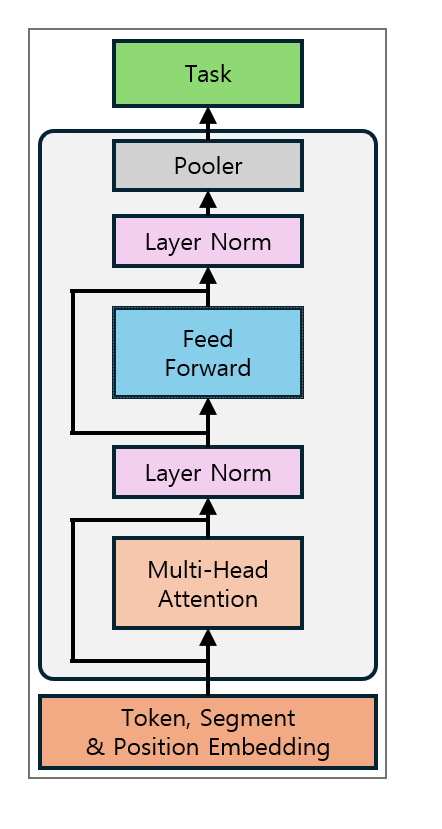 Task
Pooler
Layer Norm
Feed
Forward
Layer Norm
Multi-Head
Attention
Token, Segment
& Position Embedding